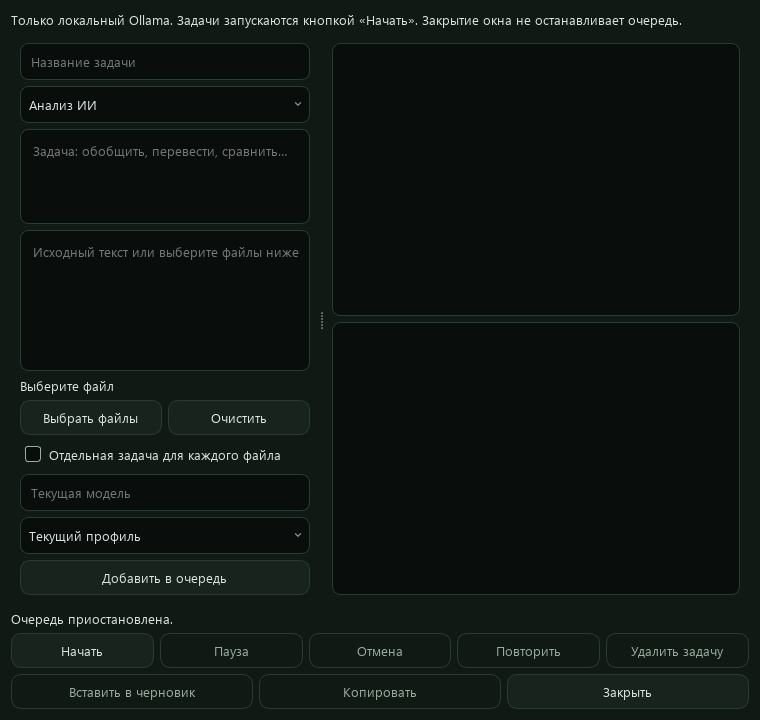 Только локальный Ollama. Задачи запускаются кнопкой «Начать». Закрытие окна не останавливает очередь.
Название задачи
Анализ ИИ
Задача: обобщить, перевести, сравнить…
Исходный текст или выберите файлы ниже
Выберите файл
Выбрать файлы
Очистить
Отдельная задача для каждого файла
Текущая модель
Текущий профиль
Добавить в очередь
Очередь приостановлена.
Начать
Пауза
Отмена
Повторить
Удалить задачу
Вставить в черновик
Копировать
Закрыть